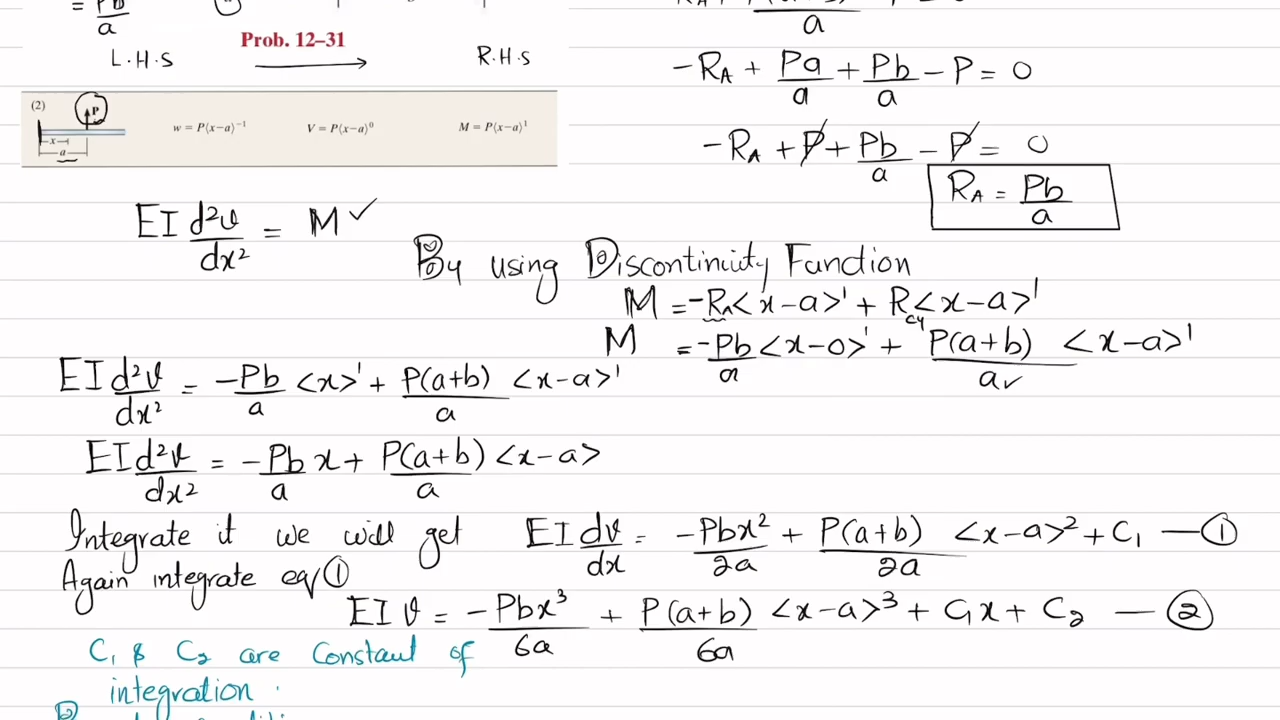 = Pb/a
a
L.H.S
Prob. 12–31
R.H.S
(2)
P
x
a
w = P⟨x−a⟩⁻¹
V = P⟨x−a⟩⁰
M = P⟨x−a⟩¹
-R_A + Pa/a + Pb/a - P = 0
-R_A + P + Pb/a - P = 0
R_A = Pb/a
EI d²v/dx² = M ✓
By using Discontinuity Function
M = -R_A<x-a>¹ + R_Cy<x-a>¹
M = -Pb/a <x-0>¹ + P(a+b)/a <x-a>¹
EI d²v/dx² = -Pb/a <x>¹ + P(a+b)/a <x-a>¹
EI d²v/dx² = -Pb/a x + P(a+b)/a <x-a>
Integrate it we will get EI dv/dx = -Pbx²/2a + P(a+b)/2a <x-a>² + C₁ — ①
Again integrate eq ①
EI v = -Pbx³/6a + P(a+b)/6a <x-a>³ + C₁x + C₂ — ②
C₁ & C₂ are Constant of
integration.